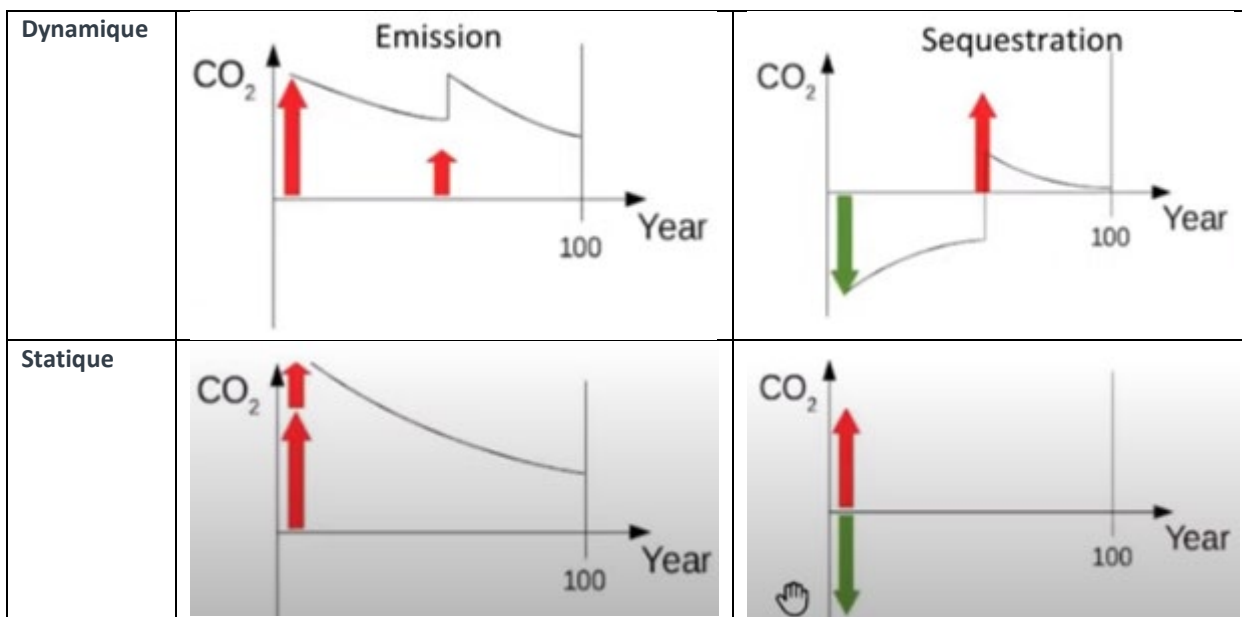 Dynamique
Emission
CO2
Year
100
Sequestration
CO2
Year
100
Statique
CO2
Year
100
CO2
Year
100